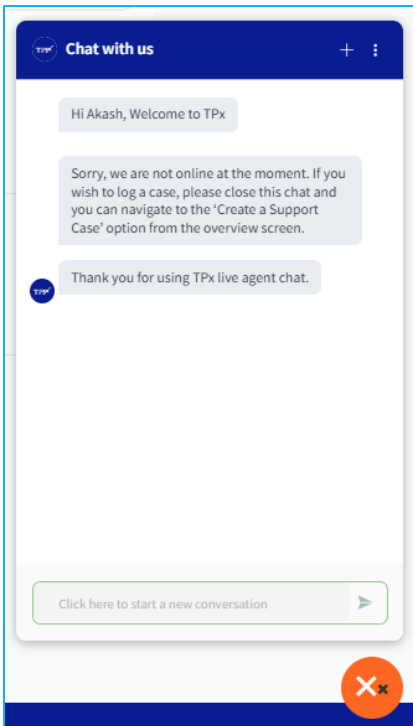 TPx Chat with us
Hi Akash, Welcome to TPx
Sorry, we are not online at the moment. If you
wish to log a case, please close this chat and
you can navigate to the ‘Create a Support
Case’ option from the overview screen.
Thank you for using TPx live agent chat.
TPx
Click here to start a new conversation